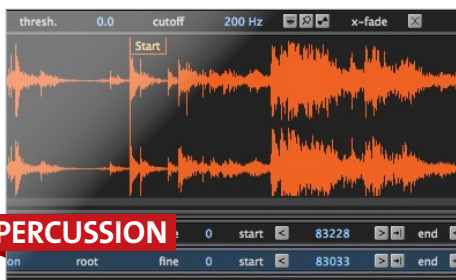 thresh. 0.0 cutoff 200 Hz x-fade
Start
PERCUSSION
e 0 start < 83228 > end
on root fine 0 start < 83033 > end